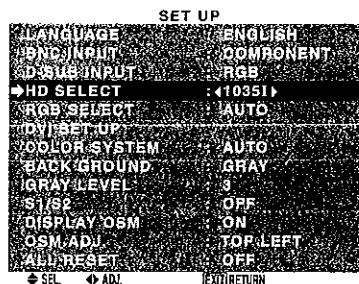 SET UP
LANGUAGE : ENGLISH
BNC INPUT : COMPONENT
D-SUB INPUT : RGB
➡HD SELECT : ◀1035I▶
RGB SELECT : AUTO
DVI SET UP
COLOR SYSTEM : AUTO
BACK GROUND : GRAY
GRAY LEVEL : 3
S1/S2 : OFF
DISPLAY OSM : ON
OSM ADJ. : TOP LEFT
ALL RESET : OFF
SEL. ADJ. EXIT RETURN